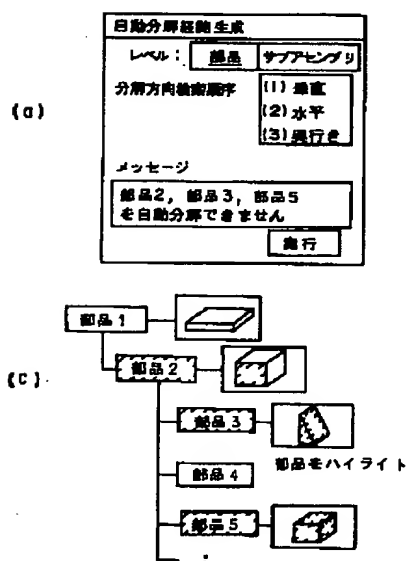 (a)
自動分解経路生成
レベル： 部品 サブアセンブリ
分解方向検索順序 (1) 垂直
(2) 水平
(3) 奥行き
メッセージ
部品2, 部品3, 部品5
を自動分解できません
実行
(c)
部品1
部品2
部品3
部品をハイライト
部品4
部品5